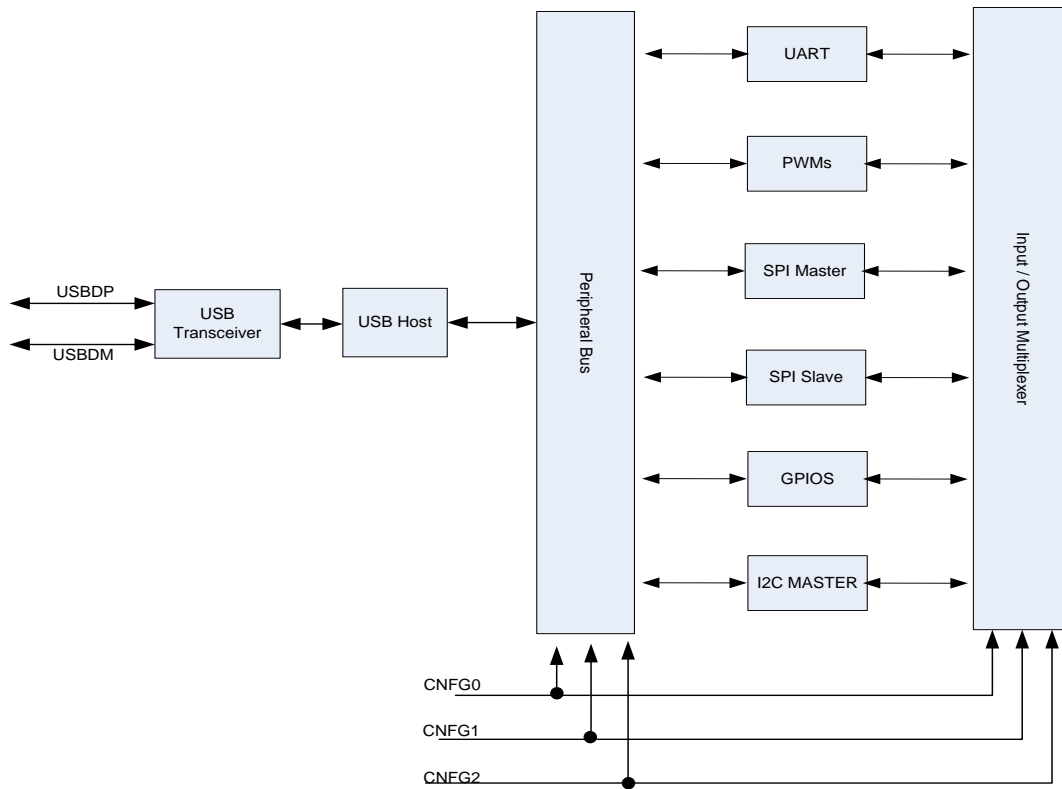 UART
PWMs
SPI Master
SPI Slave
GPIOS
I2C MASTER
Peripheral Bus
Input / Output Multiplexer
USBDP
USBDM
USB
Transceiver
USB Host
CNFG0
CNFG1
CNFG2